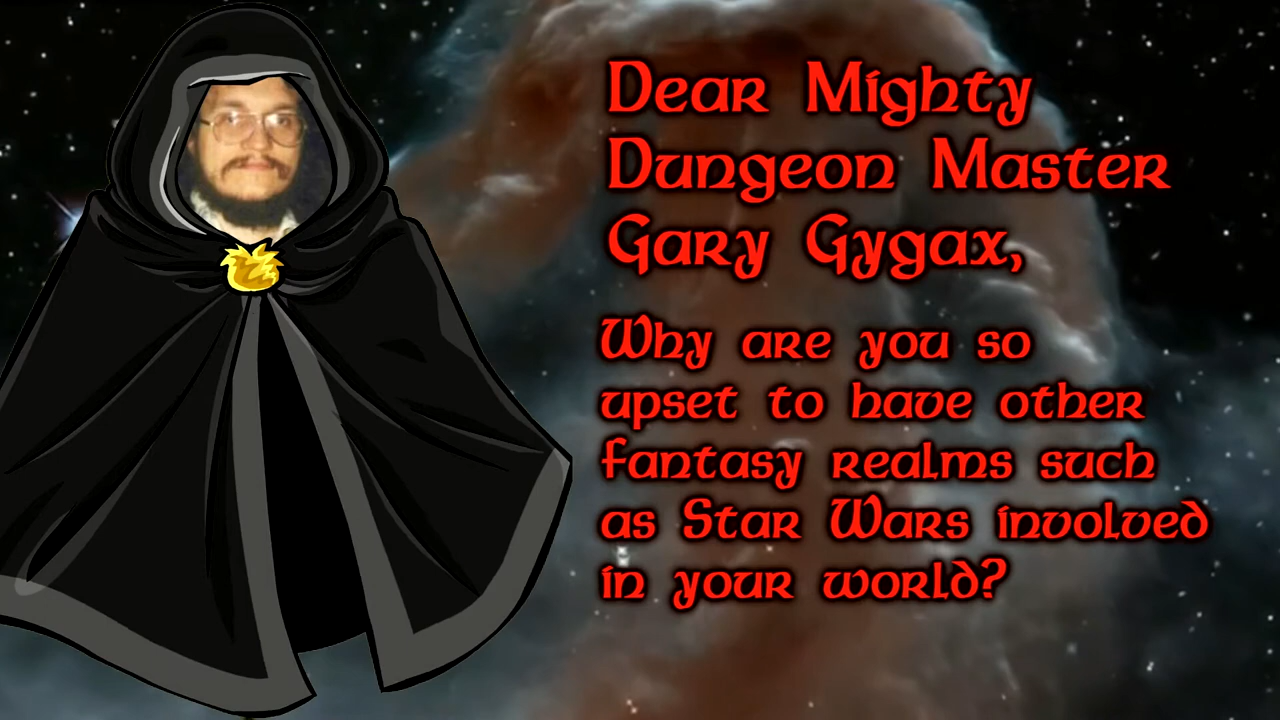 Dear Mighty
Dungeon Master
Gary Gygax,
Why are you so
upset to have other
fantasy realms such
as Star Wars involved
in your world?